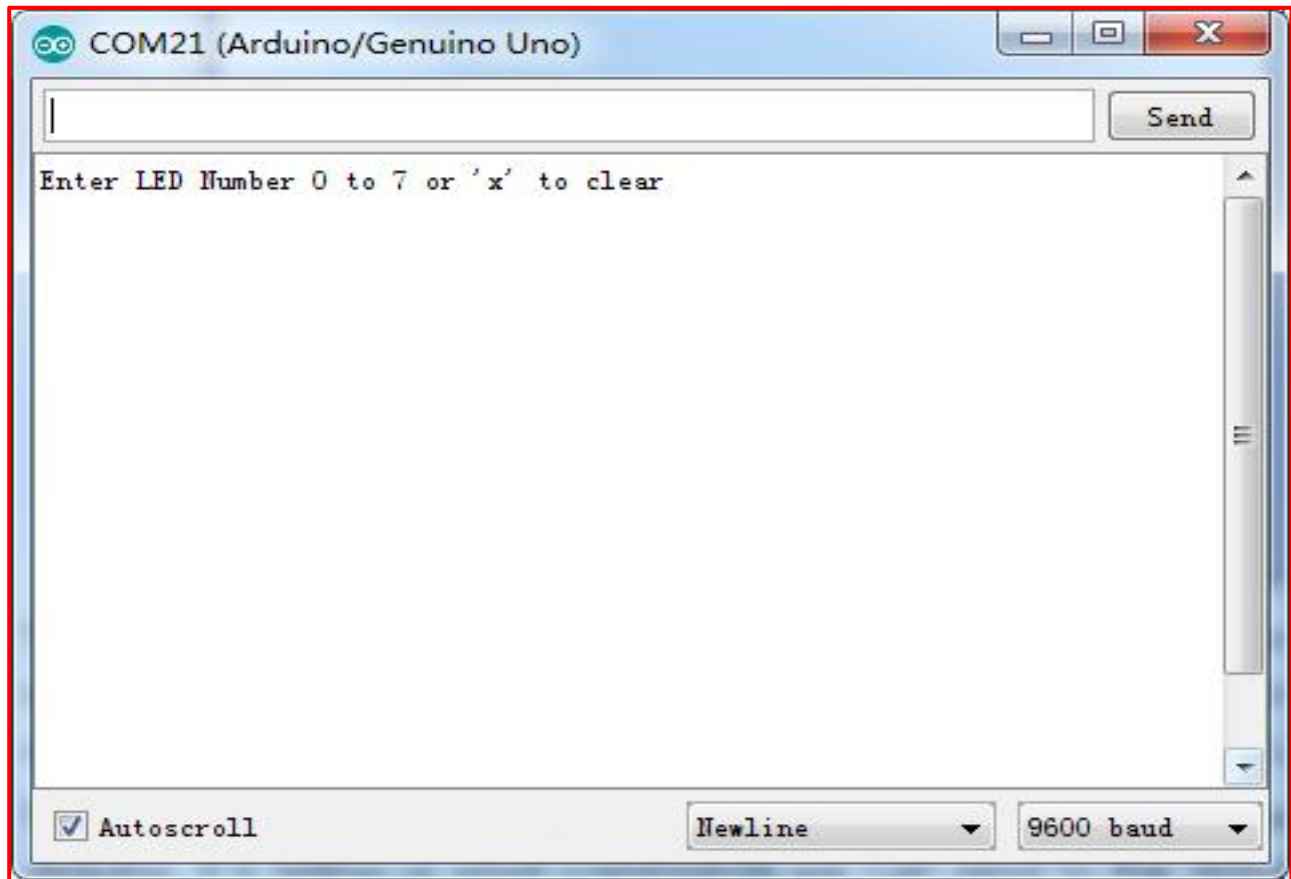 COM21 (Arduino/Genuino Uno)
Send
Enter LED Number 0 to 7 or 'x' to clear
Autoscroll
Newline
9600 baud